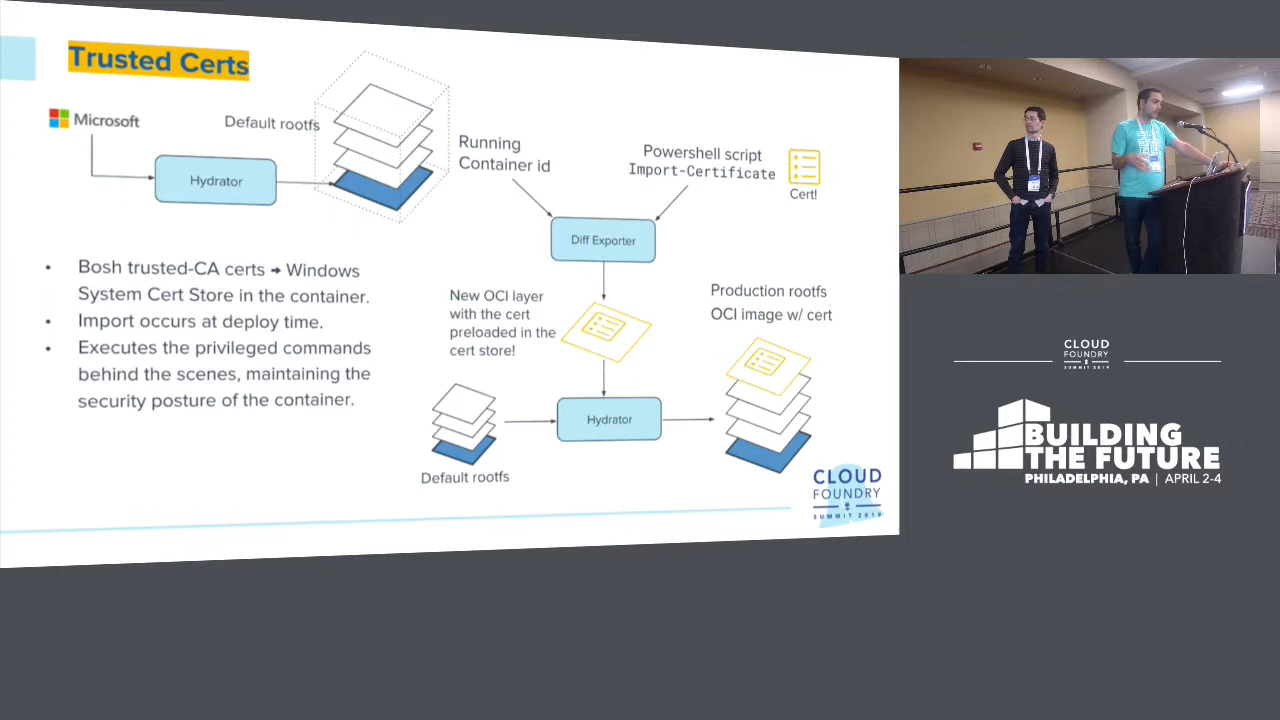 Trusted Certs
Microsoft
Default rootfs
Hydrator
Running
Container id
Powershell script
Import-Certificate
Cert!
Diff Exporter
• Bosh trusted-CA certs → Windows
System Cert Store in the container.
• Import occurs at deploy time.
• Executes the privileged commands
behind the scenes, maintaining the
security posture of the container.
New OCI layer
with the cert
preloaded in the
cert store!
Production rootfs
OCI image w/ cert
Hydrator
Default rootfs
CLOUD
FOUNDRY
SUMMIT 2019
CLOUD
FOUNDRY
SUMMIT 2019
BUILDING
THE FUTURE
PHILADELPHIA, PA | APRIL 2-4